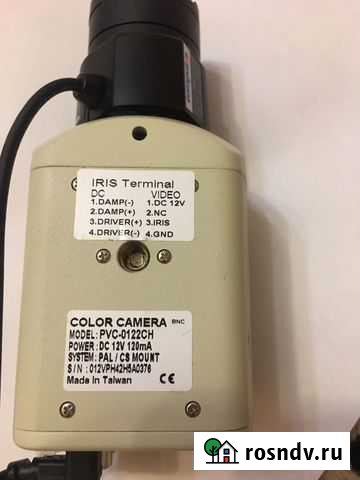 IRIS Terminal
DC VIDEO
1.DAMP(-) 1.DC 12V
2.DAMP(+) 2.NC
3.DRIVER(+) 3.IRIS
4.DRIVER(-) 4.GND
COLOR CAMERA BNC
MODEL: PVC-0122CH
POWER : DC 12V 120mA
SYSTEM: PAL / CS MOUNT
S / N : 012VPH42H5A0376
Made In Taiwan CE
rosndv.ru